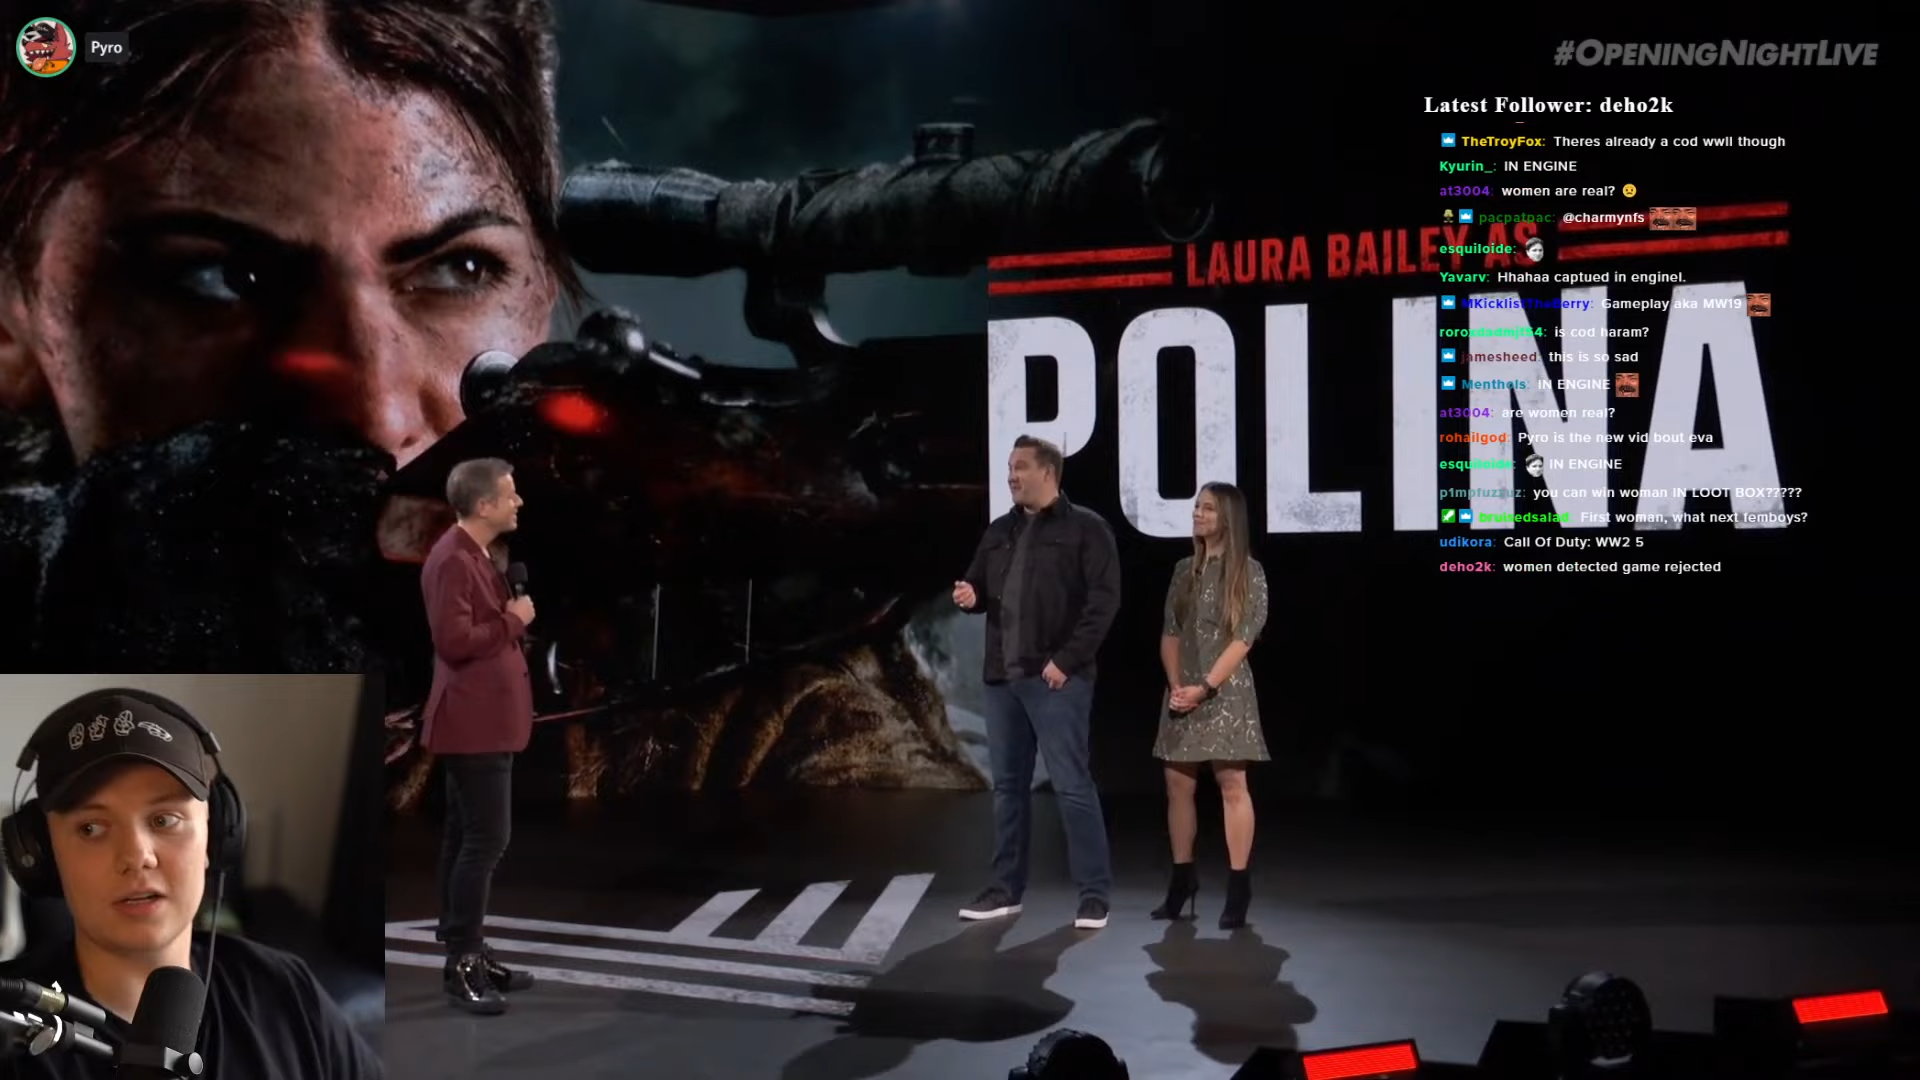 Pyro
#OPENINGNIGHTLIVE
Latest Follower: deho2k
TheTroyFox: Theres already a cod wwII though
Kyurin_: IN ENGINE
at3004: women are real?
pacpatpac: @charmynfs
esquiloide:
Yavarv: Hhahaa captued in enginel.
Gameplay aka MW19
is cod haram?
jamesheed: this is so sad
Menthols: IN ENGINE
at3004: are women real?
rohailgod: Pyro is the new vid bout eva
esquiloide: IN ENGINE
p1mpfuzzuz: you can win woman IN LOOT BOX?????
bruisedsalad: First woman, what next femboys?
udikora: Call Of Duty: WW2 5
deho2k: women detected game rejected
LAURA BAILEY AS
POLINA